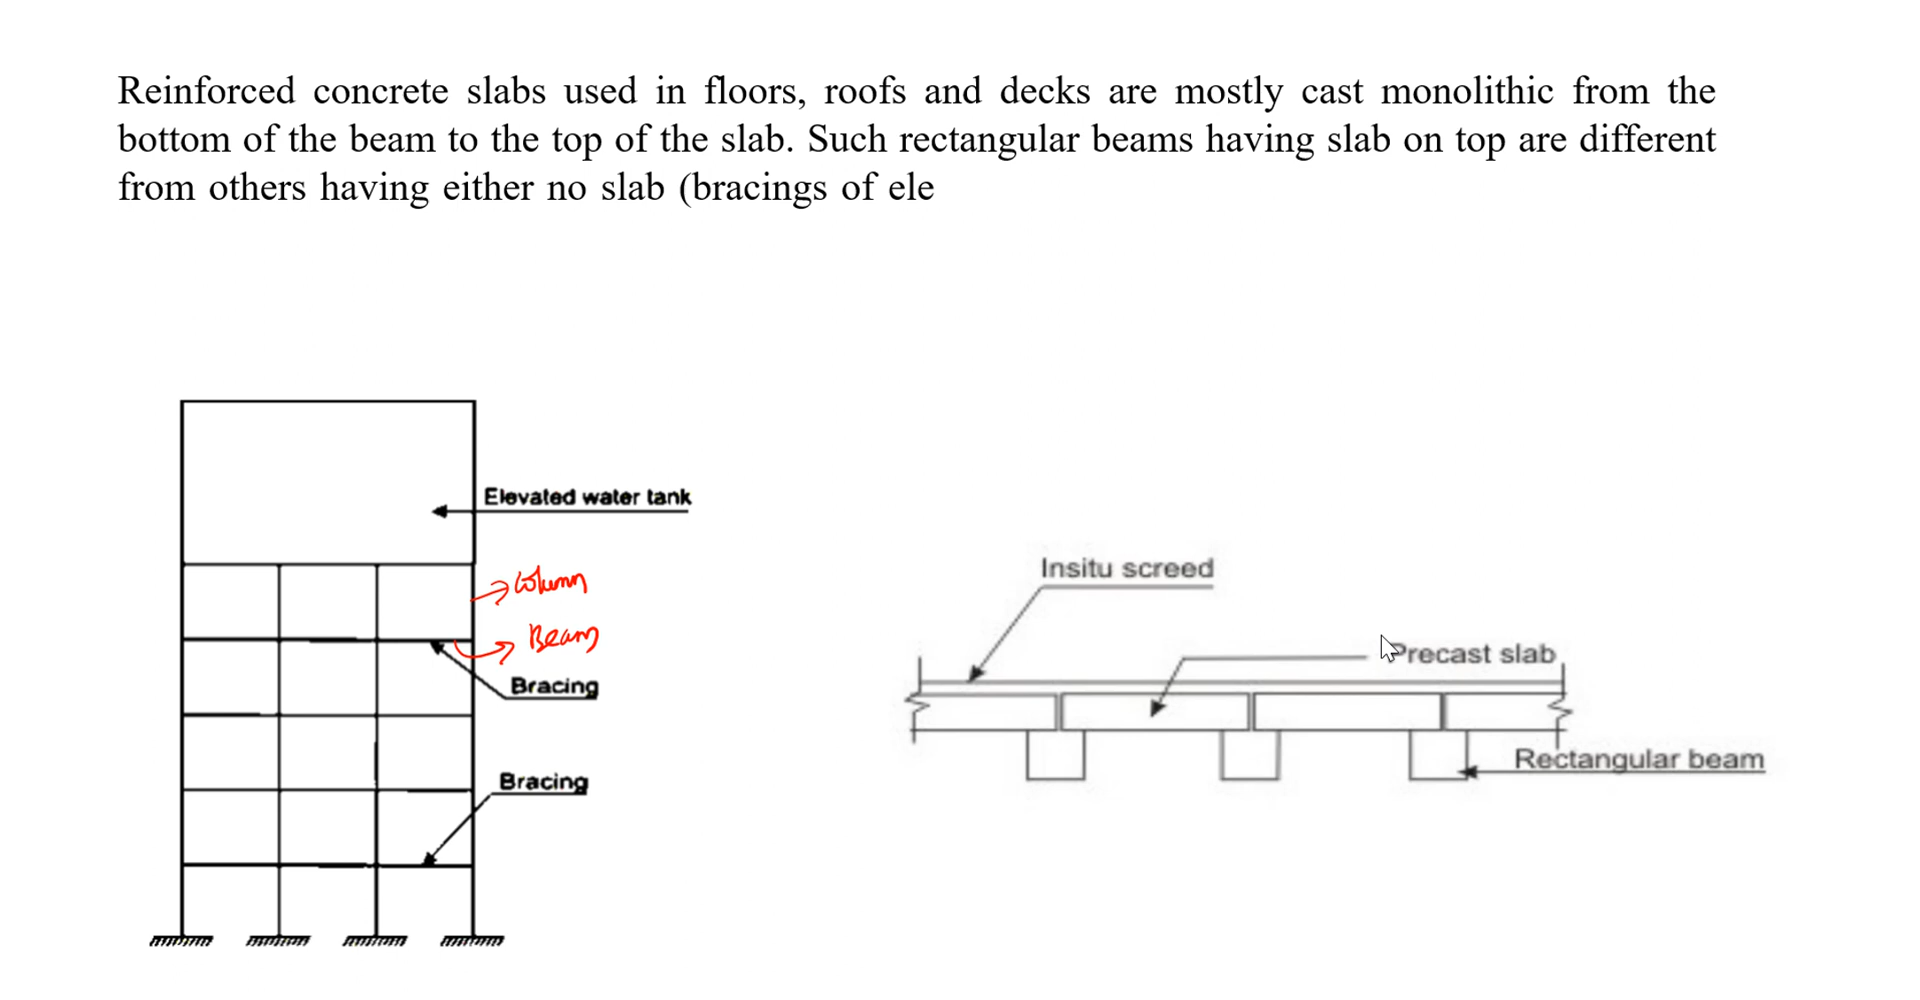 Reinforced concrete slabs used in floors, roofs and decks are mostly cast monolithic from the
bottom of the beam to the top of the slab. Such rectangular beams having slab on top are different
from others having either no slab (bracings of ele
Elevated water tank
Column
Beam
Bracing
Bracing
Insitu screed
Precast slab
Rectangular beam